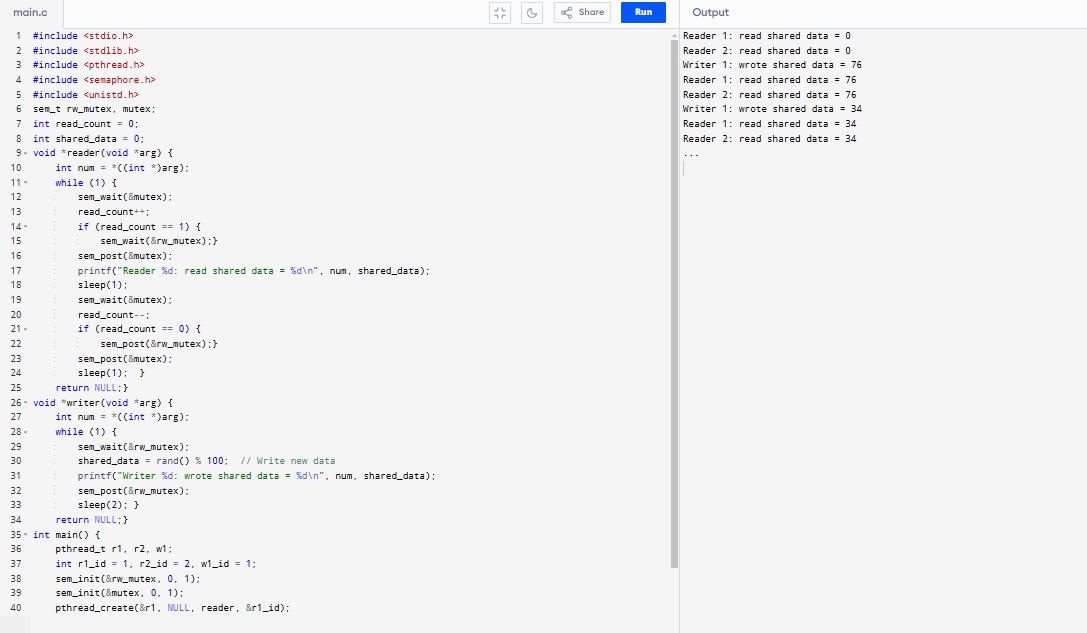 main.c
Share
Run
Output
1 #include <stdio.h>
2 #include <stdlib.h>
3 #include <pthread.h>
4 #include <semaphore.h>
5 #include <unistd.h>
6 sem_t rw_mutex, mutex;
7 int read_count = 0;
8 int shared_data = 0;
9 void *reader(void *arg) {
10     int num = *((int *)arg);
11     while (1) {
12         sem_wait(&mutex);
13         read_count++;
14         if (read_count == 1) {
15             sem_wait(&rw_mutex);}
16         sem_post(&mutex);
17         printf("Reader %d: read shared data = %d\n", num, shared_data);
18         sleep(1);
19         sem_wait(&mutex);
20         read_count--;
21         if (read_count == 0) {
22             sem_post(&rw_mutex);}
23         sem_post(&mutex);
24         sleep(1);  }
25     return NULL;}
26 void *writer(void *arg) {
27     int num = *((int *)arg);
28     while (1) {
29         sem_wait(&rw_mutex);
30         shared_data = rand() % 100;  // Write new data
31         printf("Writer %d: wrote shared data = %d\n", num, shared_data);
32         sem_post(&rw_mutex);
33         sleep(2); }
34     return NULL;}
35 int main() {
36     pthread_t r1, r2, w1;
37     int r1_id = 1, r2_id = 2, w1_id = 1;
38     sem_init(&rw_mutex, 0, 1);
39     sem_init(&mutex, 0, 1);
40     pthread_create(&r1, NULL, reader, &r1_id);
Reader 1: read shared data = 0
Reader 2: read shared data = 0
Writer 1: wrote shared data = 76
Reader 1: read shared data = 76
Reader 2: read shared data = 76
Writer 1: wrote shared data = 34
Reader 1: read shared data = 34
Reader 2: read shared data = 34
...